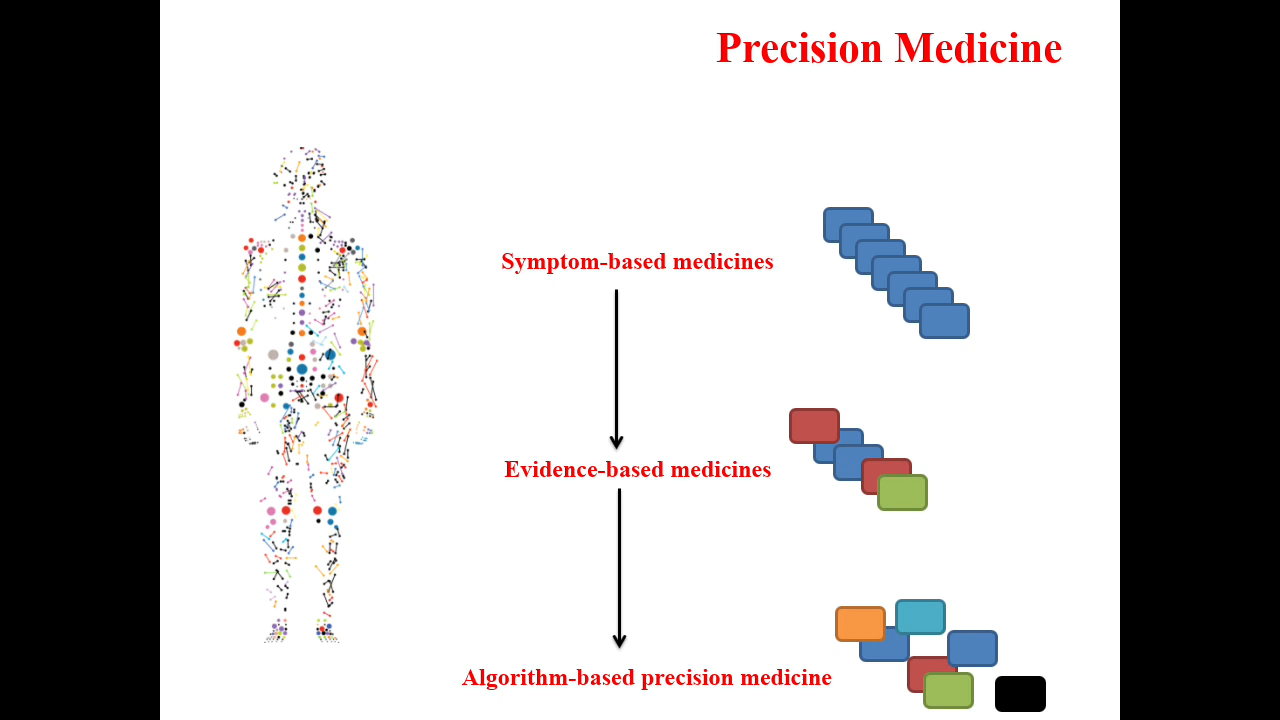 Precision Medicine
Symptom-based medicines
Evidence-based medicines
Algorithm-based precision medicine